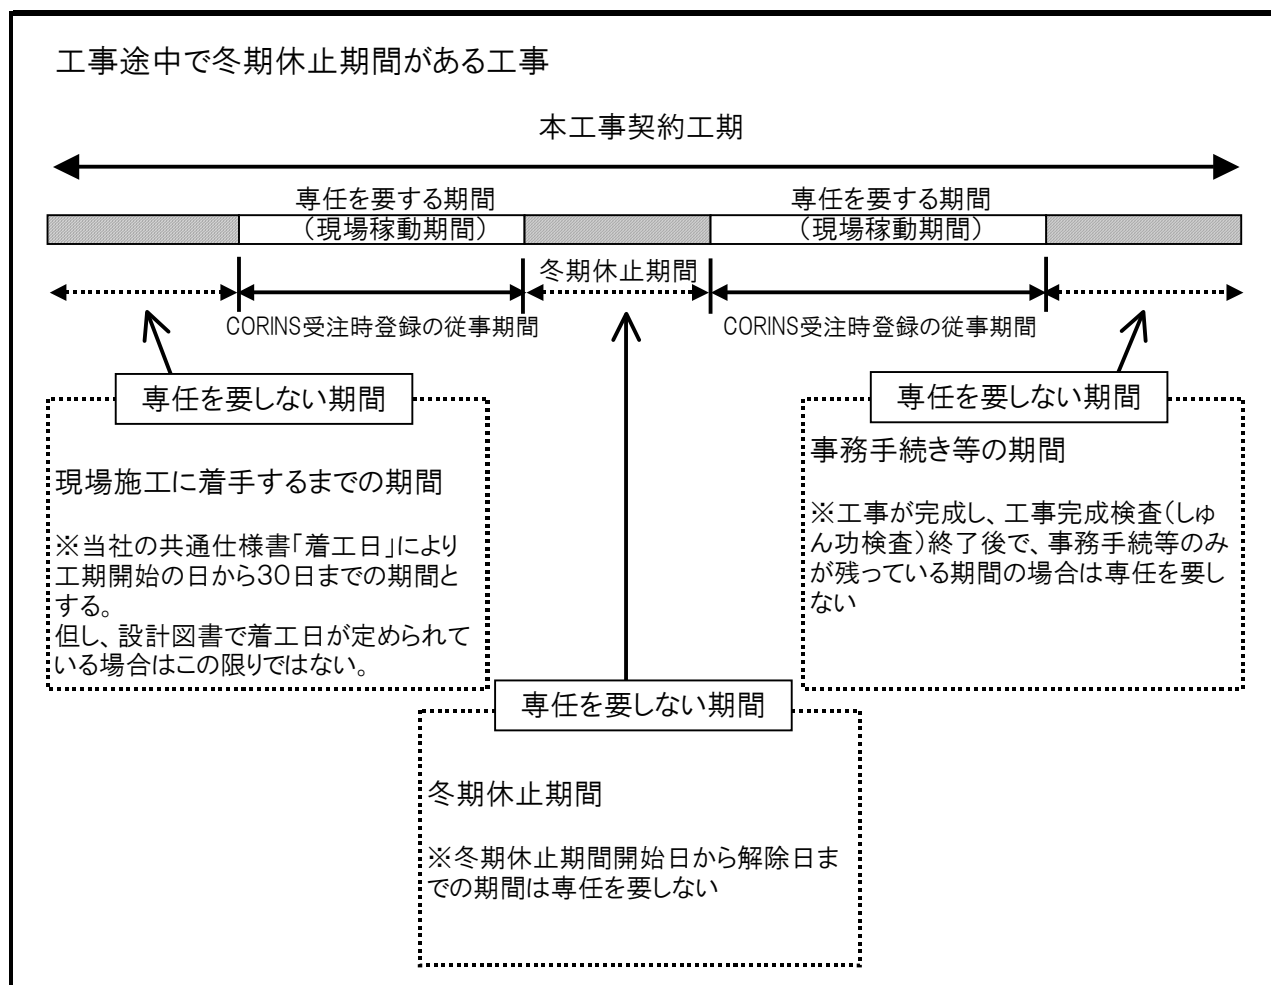 工事途中で冬期休止期間がある工事
本工事契約工期
専任を要する期間
（現場稼動期間）
専任を要する期間
（現場稼動期間）
冬期休止期間
CORINS受注時登録の従事期間
CORINS受注時登録の従事期間
専任を要しない期間
現場施工に着手するまでの期間
※当社の共通仕様書「着工日」により
工期開始の日から30日までの期間と
する。
但し、設計図書で着工日が定められて
いる場合はこの限りではない。
専任を要しない期間
事務手続き等の期間
※工事が完成し、工事完成検査（しゅ
ん功検査）終了後で、事務手続等のみ
が残っている期間の場合は専任を要し
ない
専任を要しない期間
冬期休止期間
※冬期休止期間開始日から解除日ま
での期間は専任を要しない